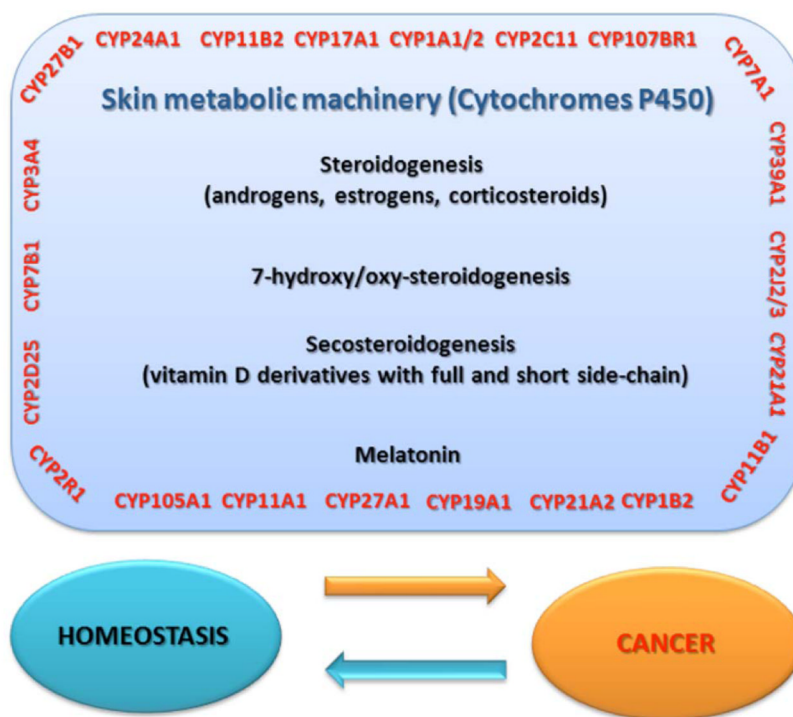 CYP27B1
CYP24A1
CYP11B2
CYP17A1
CYP1A1/2
CYP2C11
CYP107BR1
CYP7A1
Skin metabolic machinery (Cytochromes P450)
CYP3A4
CYP39A1
Steroidogenesis
(androgens, estrogens, corticosteroids)
CYP7B1
CYP2J2/3
7-hydroxy/oxy-steroidogenesis
CYP2D25
CYP21A1
Secosteroidogenesis
(vitamin D derivatives with full and short side-chain)
CYP2R1
CYP11B1
Melatonin
CYP105A1
CYP11A1
CYP27A1
CYP19A1
CYP21A2
CYP1B2
HOMEOSTASIS
CANCER